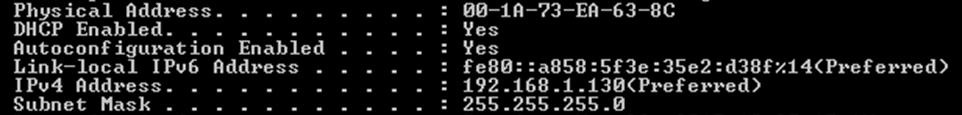 Physical Address. . . . . . . . . : 00-1A-73-EA-63-8C
DHCP Enabled. . . . . . . . . . . : Yes
Autoconfiguration Enabled . . . . : Yes
Link-local IPv6 Address . . . . . : fe80::a858:5f3e:35e2:d38f%14(Preferred)
IPv4 Address. . . . . . . . . . . : 192.168.1.130(Preferred)
Subnet Mask . . . . . . . . . . . : 255.255.255.0